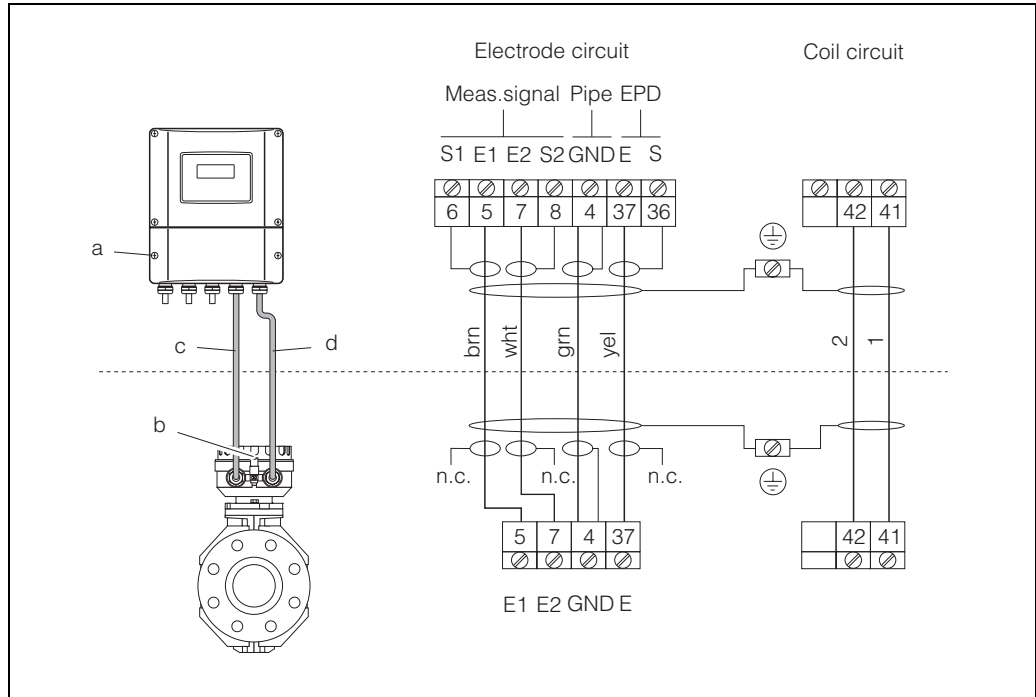 Electrode circuit
Coil circuit
Meas.signal Pipe EPD
S1 E1 E2 S2 GND E S
6 5 7 8 4 37 36
42 41
a
c
d
b
brn
wht
grn
yel
2
1
n.c.
n.c.
n.c.
5 7 4 37
42 41
E1 E2 GND E